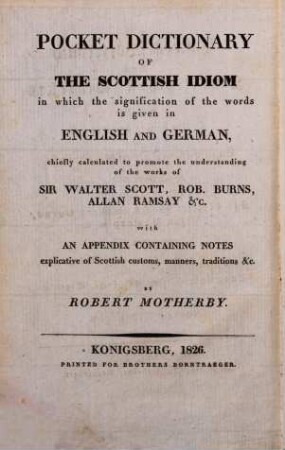 POCKET DICTIONARY
OF
THE SCOTTISH IDIOM
in which the signification of the words
is given in
ENGLISH AND GERMAN,
chiefly calculated to promote the understanding
of the works of
SIR WALTER SCOTT, ROB. BURNS,
ALLAN RAMSAY &c.
with
AN APPENDIX CONTAINING NOTES
explicative of Scottish customs, manners, traditions &c.
BY
ROBERT MOTHERBY.
KONIGSBERG, 1826.
PRINTED FOR BROTHERS BORNTRAEGER.